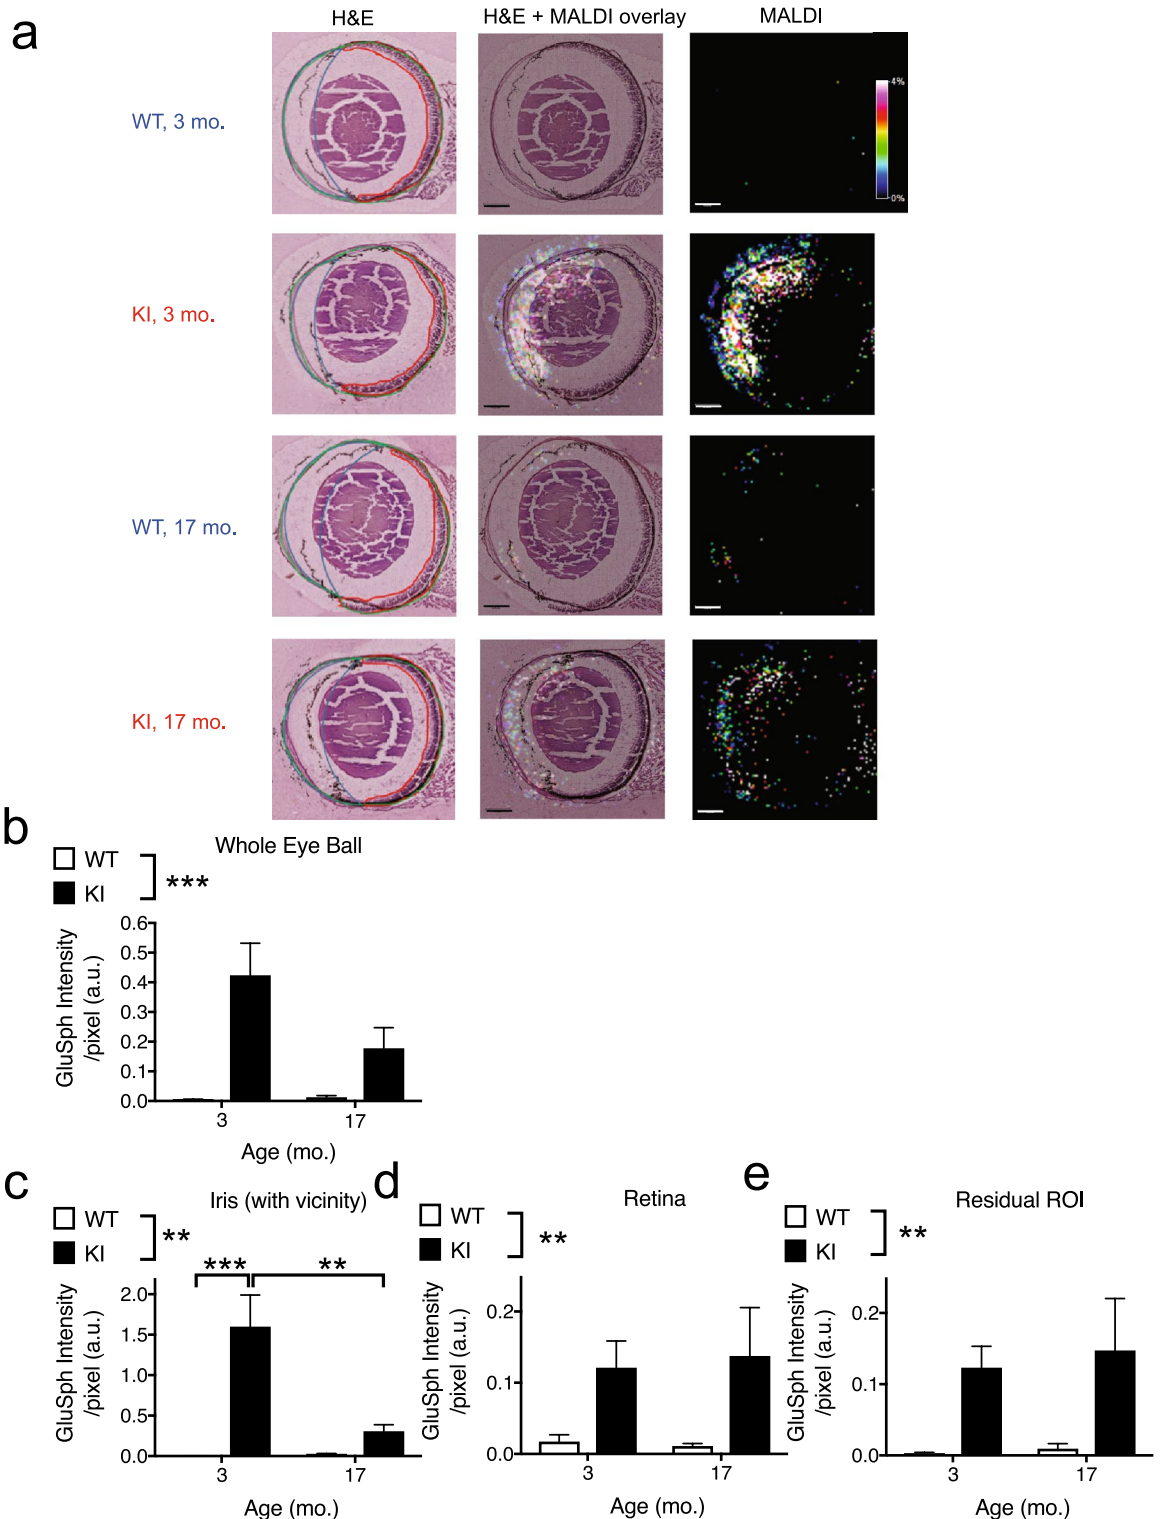 a
H&E
H&E + MALDI overlay
MALDI
WT, 3 mo.
4%
0%
KI, 3 mo.
WT, 17 mo.
KI, 17 mo.
b
Whole Eye Ball
WT
KI
***
GluSph Intensity
/pixel (a.u.)
0.6
0.5
0.4
0.3
0.2
0.1
0.0
3
17
Age (mo.)
c
Iris (with vicinity)
WT
KI
**
***
**
GluSph Intensity
/pixel (a.u.)
2.0
1.5
1.0
0.5
0.0
3
17
Age (mo.)
d
Retina
WT
KI
**
GluSph Intensity
/pixel (a.u.)
0.2
0.1
0.0
3
17
Age (mo.)
e
Residual ROI
WT
KI
**
GluSph Intensity
/pixel (a.u.)
0.2
0.1
0.0
3
17
Age (mo.)